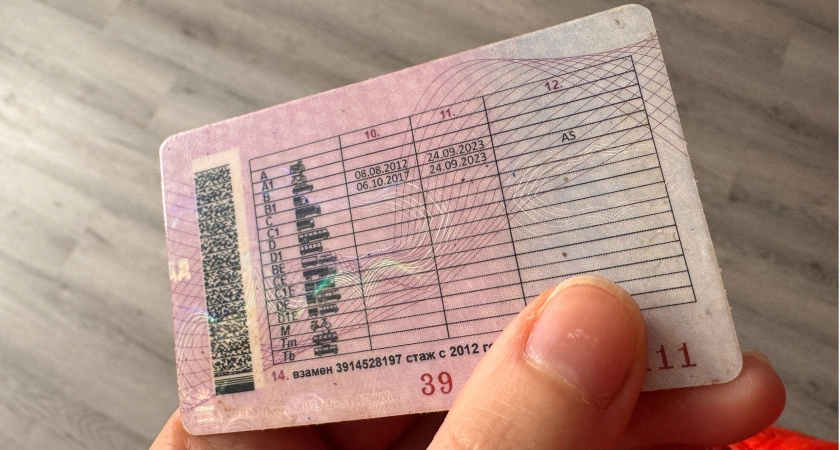 10. 11. 12.
A
A1
B 08.08.2012 24.09.2023
B1 06.10.2017 24.09.2023 AS
C
C1
D
D1
BE
CE
C1E
DE
D1E
M
Tm
Tb
14. взамен 3914528197 стаж с 2012
39 111